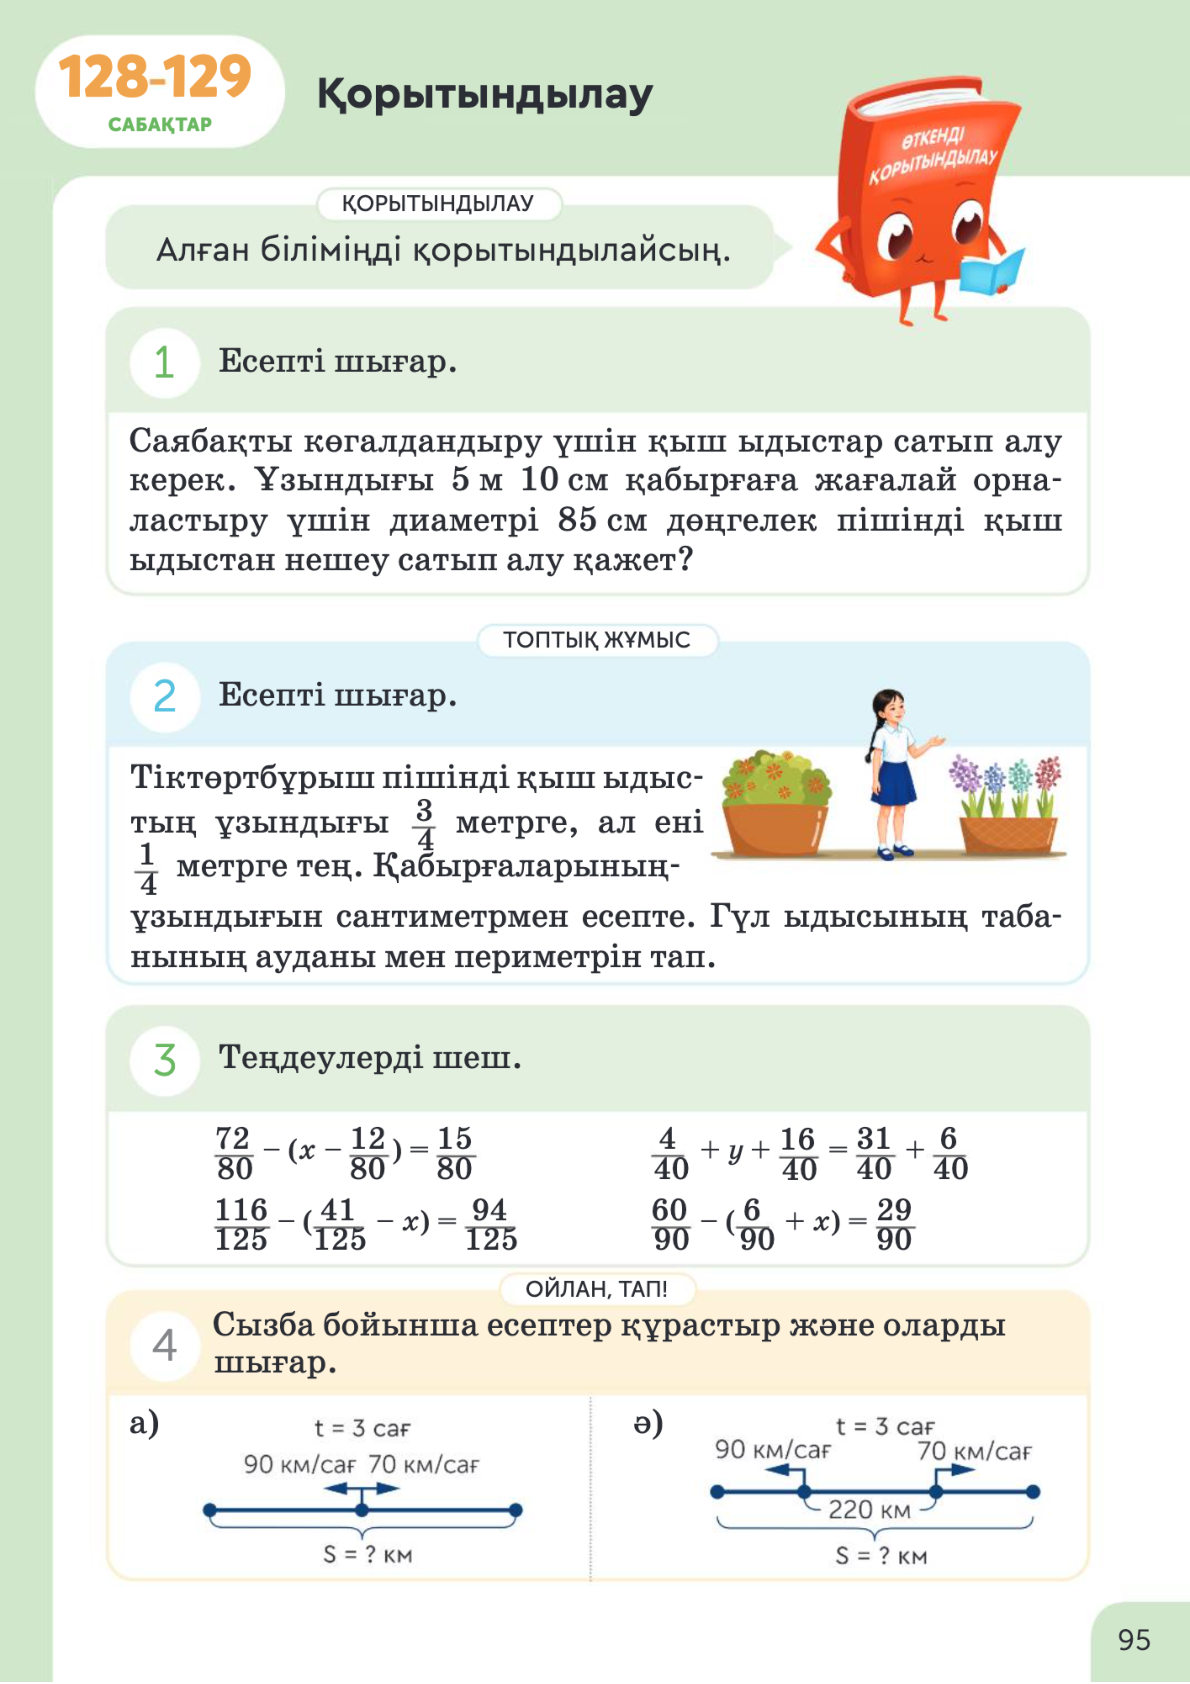 128-129
САБАҚТАР
Қорытындылау
ӨТКЕНДІ
ҚОРЫТЫНДЫЛАУ
ҚОРЫТЫНДЫЛАУ
Алған біліміңді қорытындылайсың.
1 Есепті шығар.
Саябақты көгалдандыру үшін қыш ыдыстар сатып алу
керек. Ұзындығы 5 м 10 см қабырғаға жағалай орна-
ластыру үшін диаметрі 85 см дөңгелек пішінді қыш
ыдыстан нешеу сатып алу қажет?
ТОПТЫҚ ЖҰМЫС
2 Есепті шығар.
Тіктөртбұрыш пішінді қыш ыдыс-
тың ұзындығы 3/4 метрге, ал ені
1/4 метрге тең. Қабырғаларының-
ұзындығын сантиметрмен есепте. Гүл ыдысының таба-
нының ауданы мен периметрін тап.
3 Теңдеулерді шеш.
72/80 − (x − 12/80) = 15/80 4/40 + y + 16/40 = 31/40 + 6/40
116/125 − (41/125 − x) = 94/125 60/90 − (6/90 + x) = 29/90
ОЙЛАН, ТАП!
4 Сызба бойынша есептер құрастыр және оларды
шығар.
а)
t = 3 сағ
90 км/сағ 70 км/сағ
S = ? км
ә)
t = 3 сағ
90 км/сағ 70 км/сағ
220 км
S = ? км
95